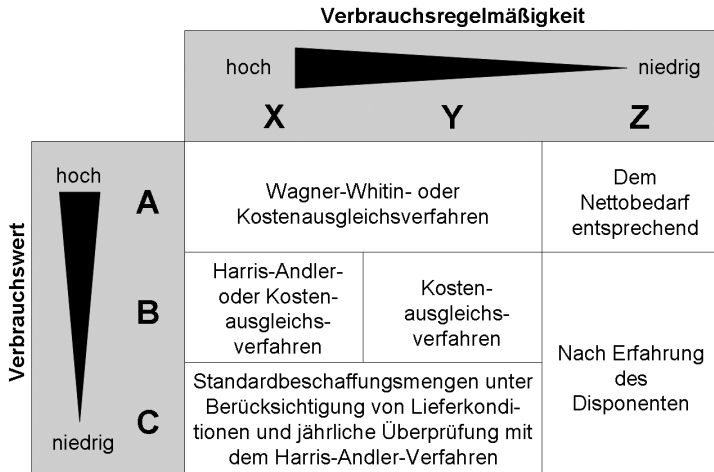 Verbrauchsregelmäßigkeit
hoch
niedrig
X
Y
Z
Verbrauchswert
hoch
niedrig
A
Wagner-Whitin- oder
Kostenausgleichsverfahren
Dem
Nettobedarf
entsprechend
B
Harris-Andler-
oder Kosten-
ausgleichs-
verfahren
Kosten-
ausgleichs-
verfahren
Nach Erfahrung
des
Disponenten
C
Standardbeschaffungsmengen unter
Berücksichtigung von Lieferkondi-
tionen und jährliche Überprüfung mit
dem Harris-Andler-Verfahren